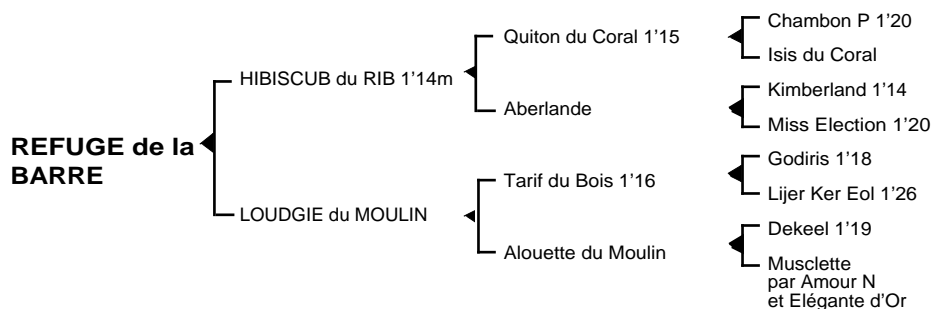 Chambon P 1’20
Quiton du Coral 1’15
Isis du Coral
HIBISCUB du RIB 1’14m
Kimberland 1’14
Aberlande
Miss Election 1’20
REFUGE de la
BARRE
Godiris 1’18
Tarif du Bois 1’16
Lijer Ker Eol 1’26
LOUDGIE du MOULIN
Dekeel 1’19
Alouette du Moulin
Musclette
par Amour N
et Elégante d’Or